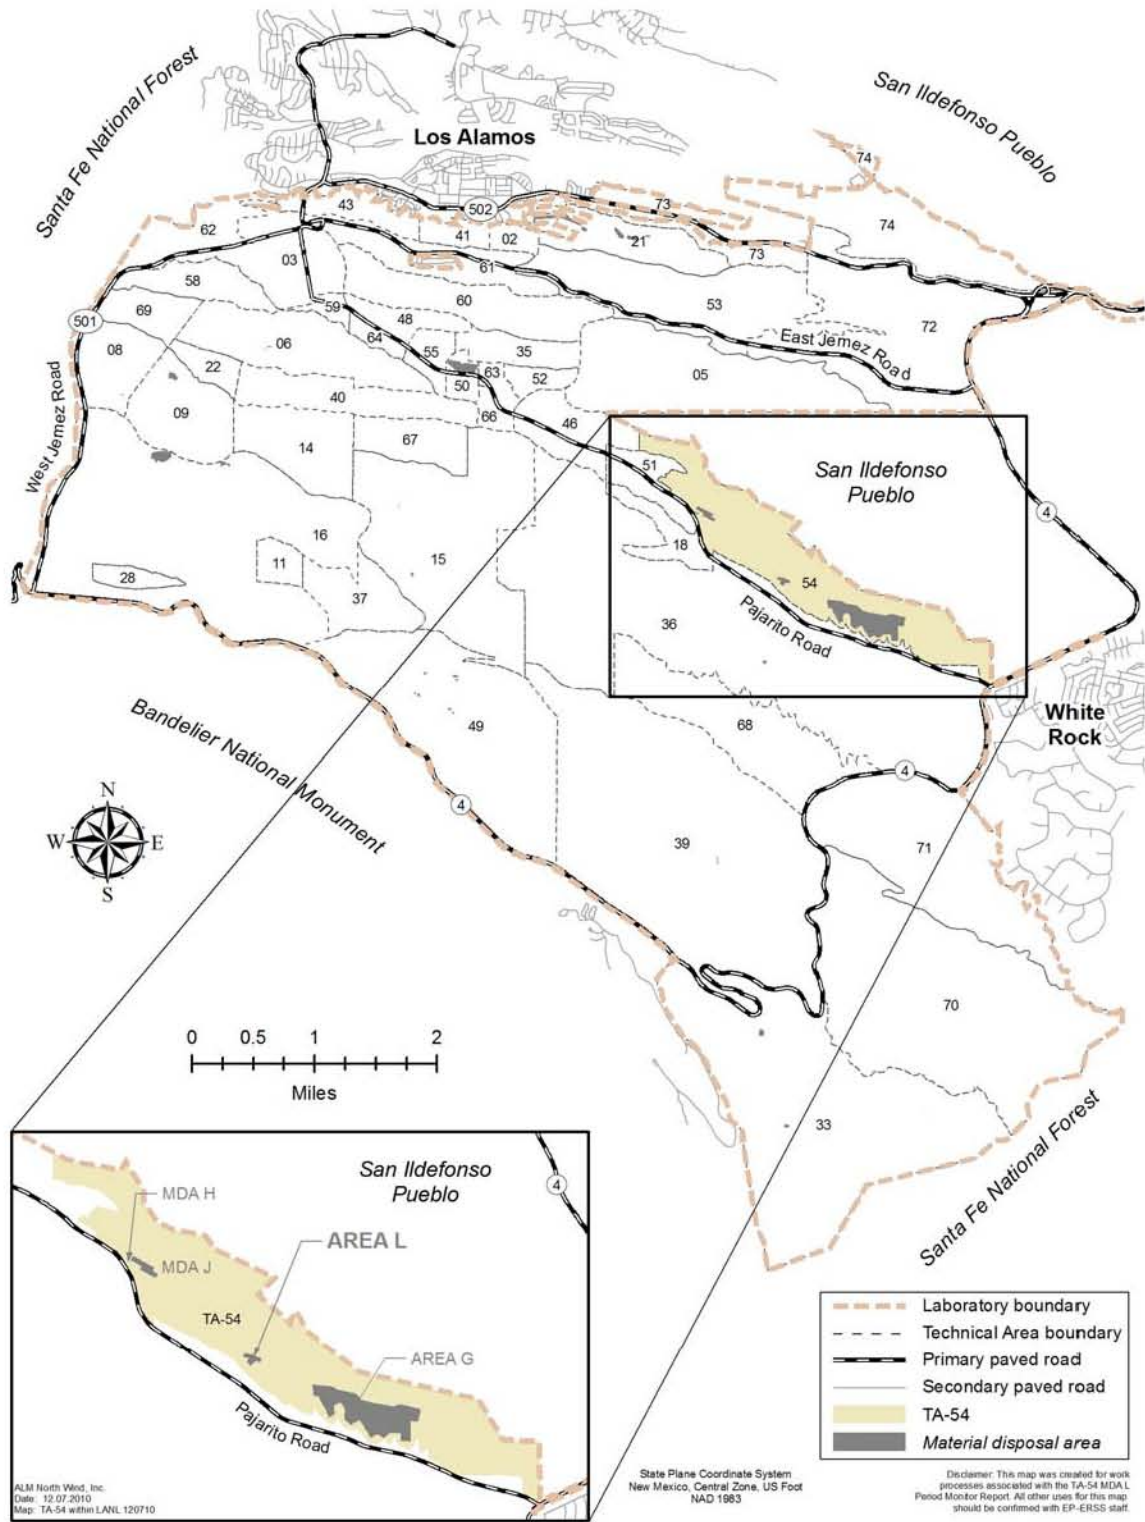 Santa Fe National Forest
San Ildefonso Pueblo
Los Alamos
74
502
43
73
74
62
41
02
21
73
03
61
58
60
53
59
72
69
48
501
64
06
East Jemez Road
08
55
35
22
63
05
50
52
40
09
66
46
67
14
West Jemez Road
51
San Ildefonso
Pueblo
4
16
18
15
11
28
54
37
36
Pajarito Road
White
Rock
68
49
Bandelier National Monument
4
4
N
W
E
S
39
71
70
0
0.5
1
2
Miles
33
Santa Fe National Forest
San Ildefonso
Pueblo
4
MDA H
AREA L
MDA J
TA-54
AREA G
Pajarito Road
Laboratory boundary
Technical Area boundary
Primary paved road
Secondary paved road
TA-54
Material disposal area
ALM North Wind, Inc.
Date: 12.07.2010
Map: TA-54 within LANL 120710
State Plane Coordinate System
New Mexico, Central Zone, US Foot
NAD 1983
Disclaimer: This map was created for work
processes associated with the TA-54 MDA L
Period Monitor Report. All other uses for this map
should be confirmed with EP-ERSS staff.